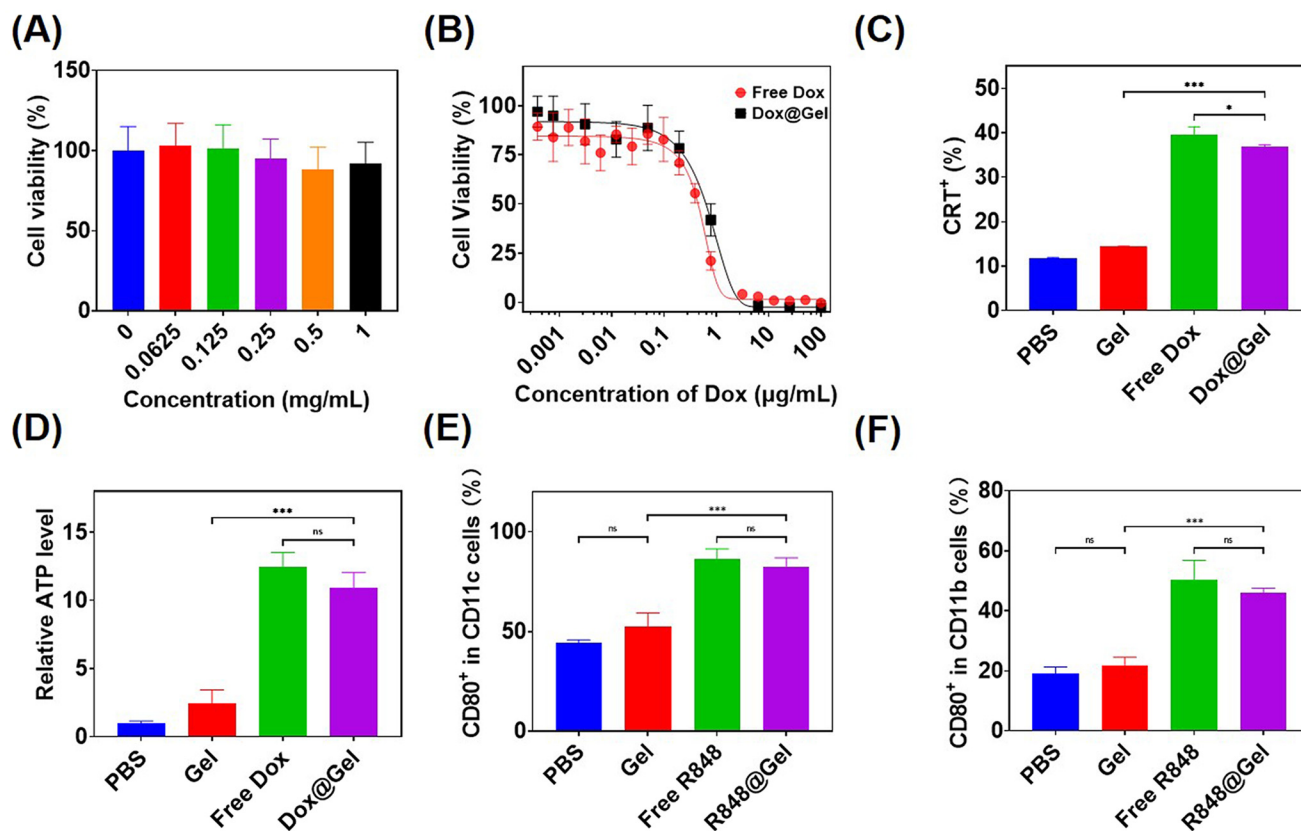 (A)
150
100
50
0
Cell viability (%)
0
0.0625
0.125
0.25
0.5
1
Concentration (mg/mL)
(B)
100
75
50
25
0
Cell Viability (%)
Free Dox
Dox@Gel
0.001
0.01
0.1
1
10
100
Concentration of Dox (μg/mL)
(C)
50
40
30
20
10
0
CRT⁺ (%)
***
*
PBS
Gel
Free Dox
Dox@Gel
(D)
15
10
5
0
Relative ATP level
***
ns
PBS
Gel
Free Dox
Dox@Gel
(E)
100
50
0
CD80⁺ in CD11c cells (%)
***
ns
ns
PBS
Gel
Free R848
R848@Gel
(F)
80
60
40
20
0
CD80⁺ in CD11b cells (%)
***
ns
ns
PBS
Gel
Free R848
R848@Gel